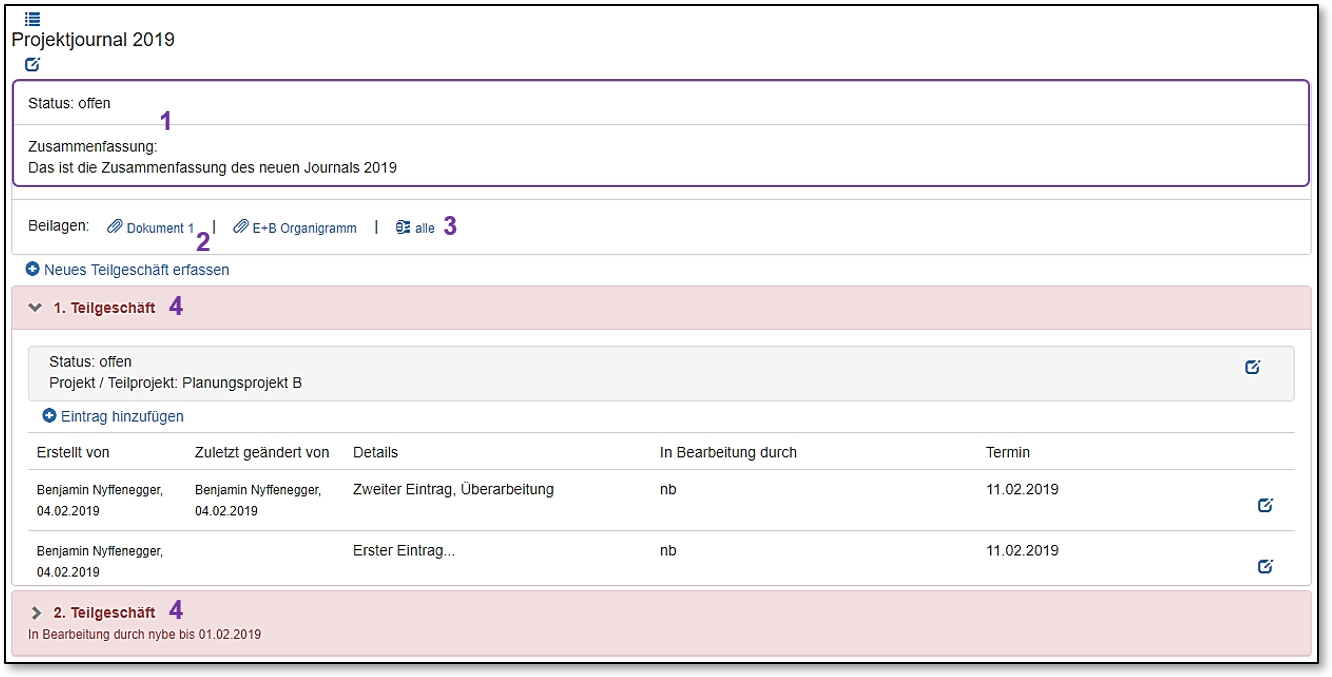 Projektjournal 2019
Status: offen
1
Zusammenfassung:
Das ist die Zusammenfassung des neuen Journals 2019
Beilagen: Dokument 1 2 | E+B Organigramm | alle 3
Neues Teilgeschäft erfassen
1. Teilgeschäft 4
Status: offen
Projekt / Teilprojekt: Planungsprojekt B
Eintrag hinzufügen
Erstellt von Zuletzt geändert von Details In Bearbeitung durch Termin
Benjamin Nyffenegger, Benjamin Nyffenegger, Zweiter Eintrag, Überarbeitung nb 11.02.2019
04.02.2019 04.02.2019
Benjamin Nyffenegger, Erster Eintrag... nb 11.02.2019
04.02.2019
2. Teilgeschäft 4
In Bearbeitung durch nybe bis 01.02.2019